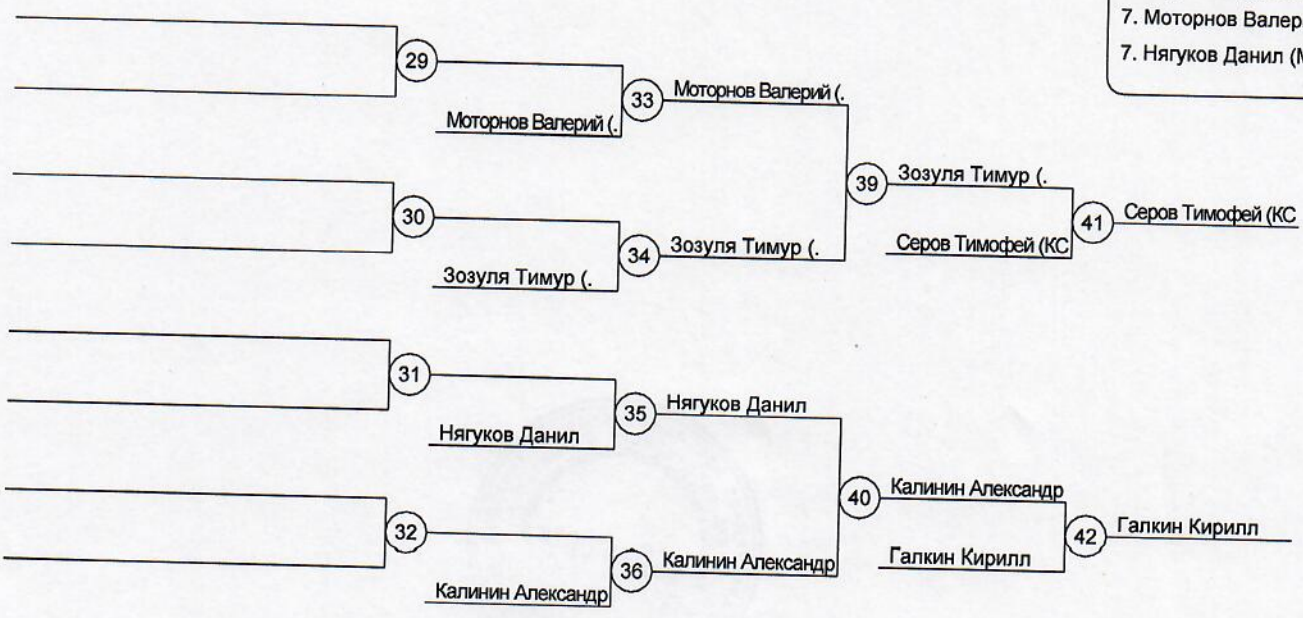 7. Моторнов Валер
7. Нягуков Данил (М
29
33
Моторнов Валерий (.
Моторнов Валерий (.
39
Зозуля Тимур (.
30
34
Зозуля Тимур (.
Зозуля Тимур (.
Серов Тимофей (КС
41
Серов Тимофей (КС
31
35
Нягуков Данил
Нягуков Данил
40
Калинин Александр
32
36
Калинин Александр
Калинин Александр
Галкин Кирилл
42
Галкин Кирилл